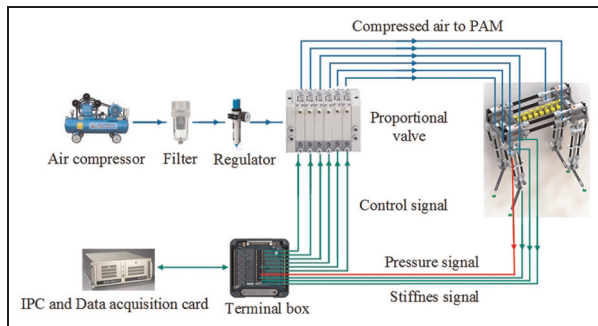 Compressed air to PAM
Proportional
valve
Air compressor
Filter
Regulator
Control signal
Pressure signal
Stiffnes signal
IPC and Data acquisition card
Terminal box